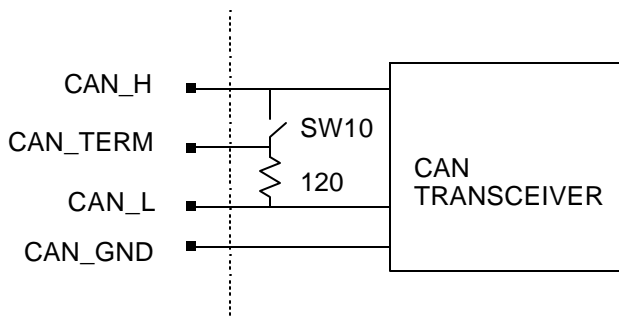 CAN_H
SW10
CAN_TERM
120
CAN
TRANSCEIVER
CAN_L
CAN_GND